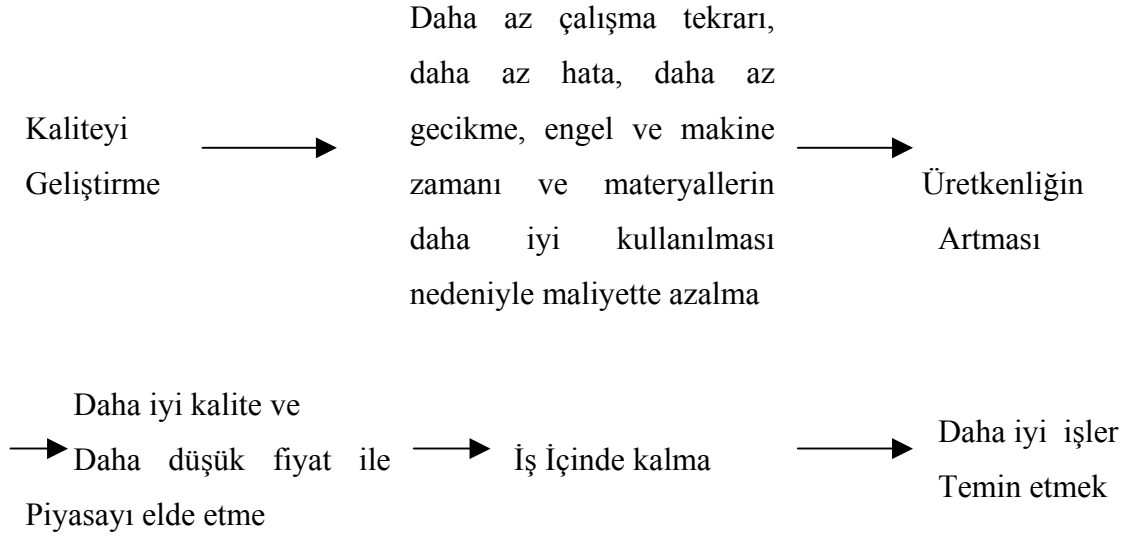 Kaliteyi
Geliştirme
Daha az çalışma tekrarı,
daha az hata, daha az
gecikme, engel ve makine
zamanı ve materyallerin
daha iyi kullanılması
nedeniyle maliyette azalma
Üretkenliğin
Artması
Daha iyi kalite ve
Daha düşük fiyat ile
Piyasayı elde etme
İş İçinde kalma
Daha iyi işler
Temin etmek